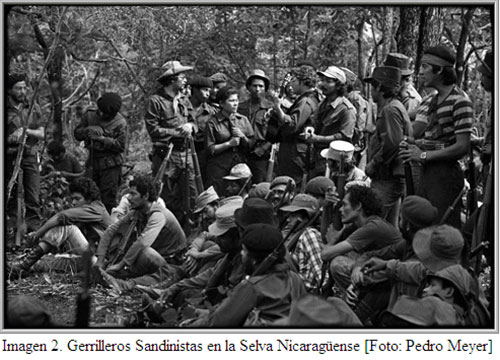 Imagen 2. Gerrilleros Sandinistas en la Selva Nicaragüense [Foto: Pedro Meyer]